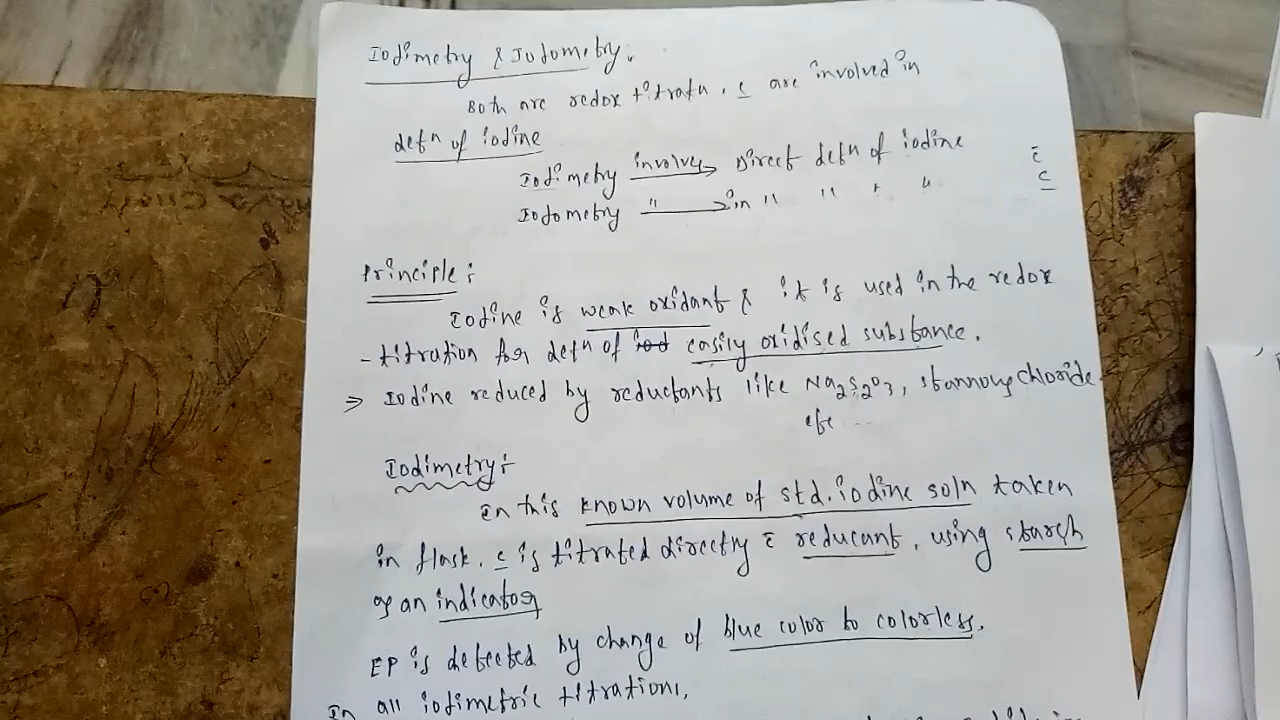 Iodimetry & Iodometry.
Both are redox titratn, c̲ are involved in
detn of iodine
Iodimetry involves → Direct detn of iodine
Iodometry " → in " " " "
c̄
c̲
Principle :
Iodine is weak oxidant & it is used in the redox
- titration for detn of iod easily oxidised substance.
⇒ Iodine reduced by reductants like Na2S2O3, stannous chloride
etc ....
Iodimetry :-
In this known volume of std. iodine soln taken
in flask, c̲ is titrated directly c̄ reducant, using starch
as an indicator
EP is detected by change of blue color to colorless.
In all iodimetric titrations,